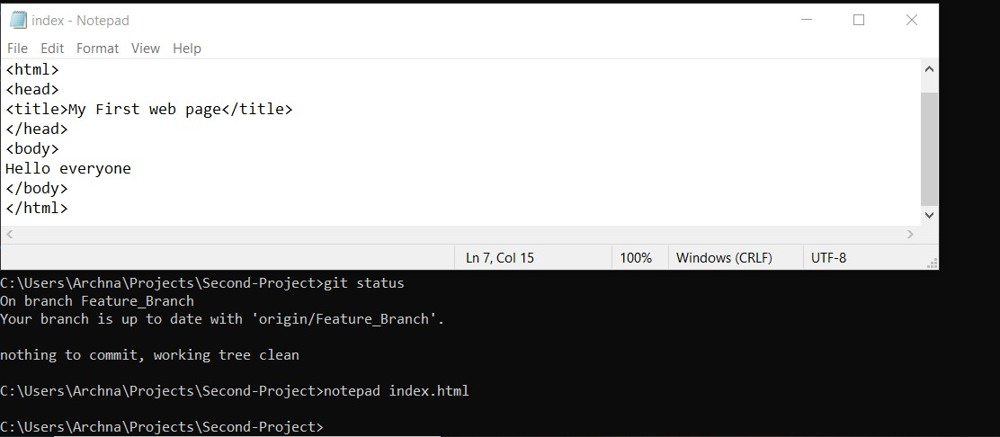 index - Notepad
File Edit Format View Help
<html>
<head>
<title>My First web page</title>
</head>
<body>
Hello everyone
</body>
</html>
Ln 7, Col 15 100% Windows (CRLF) UTF-8
C:\Users\Archna\Projects\Second-Project>git status
On branch Feature_Branch
Your branch is up to date with 'origin/Feature_Branch'.
nothing to commit, working tree clean
C:\Users\Archna\Projects\Second-Project>notepad index.html
C:\Users\Archna\Projects\Second-Project>